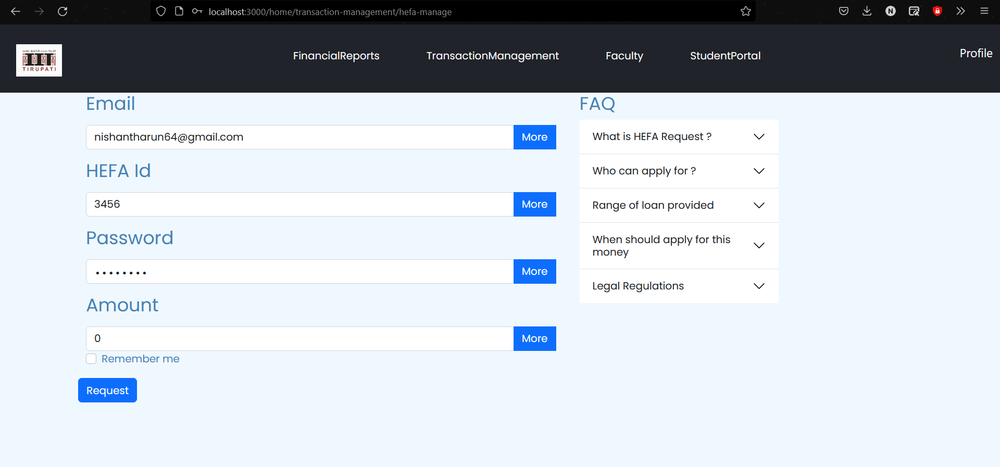 localhost:3000/home/transaction-management/hefa-manage
N
TIRUPATI
FinancialReports
TransactionManagement
Faculty
StudentPortal
Profile
Email
nishantharun64@gmail.com
More
HEFA Id
3456
More
Password
More
Amount
0
More
Remember me
Request
FAQ
What is HEFA Request ?
Who can apply for ?
Range of loan provided
When should apply for this
money
Legal Regulations